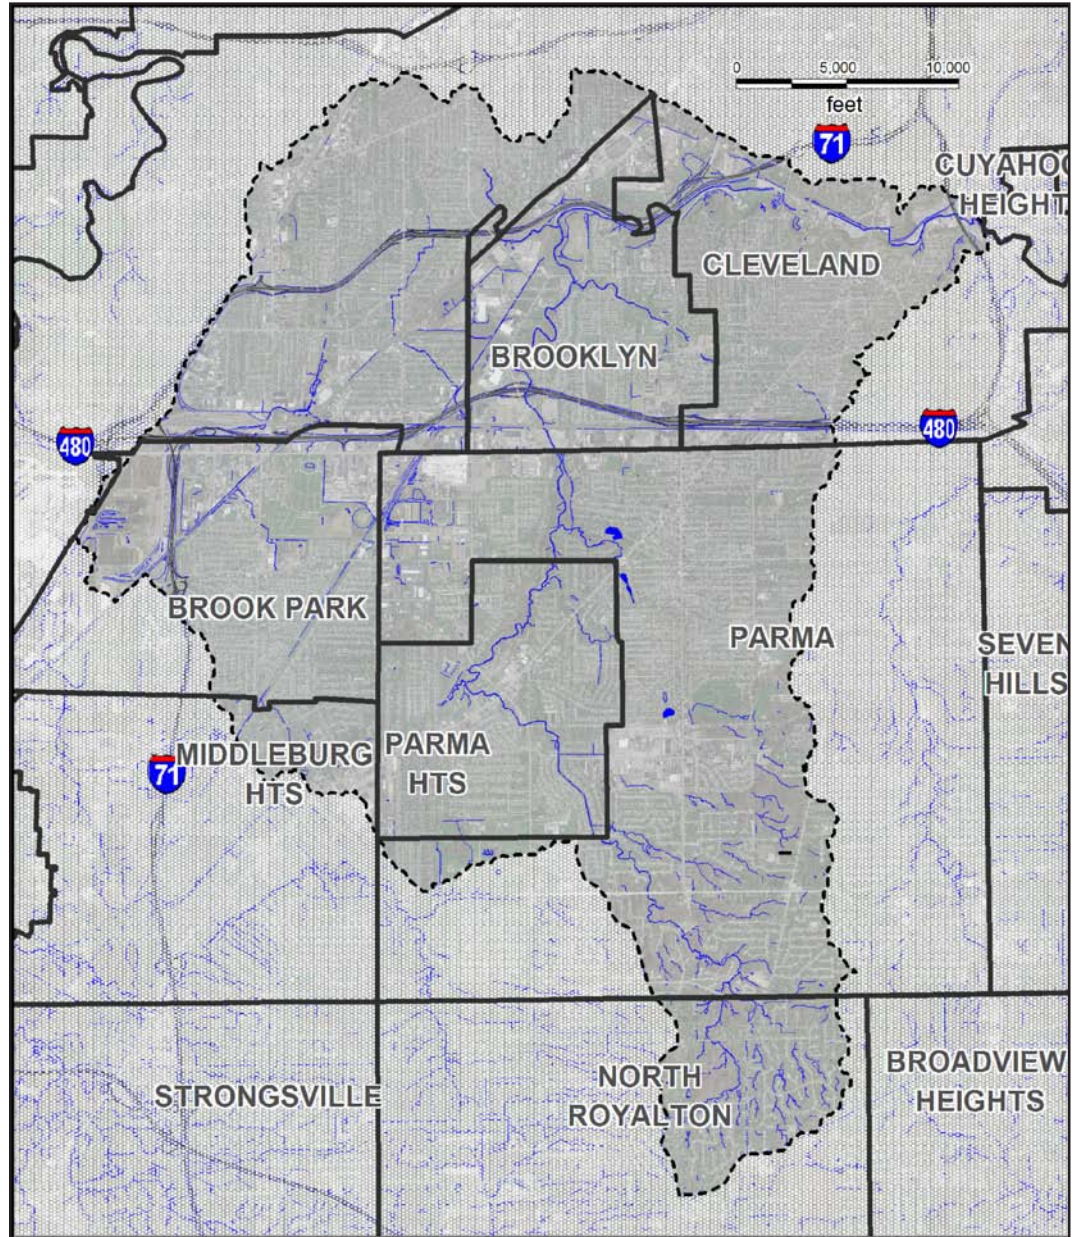 0 5,000 10,000
feet
71
CUYAHO
HEIGHT
CLEVELAND
BROOKLYN
480
480
BROOK PARK
PARMA
SEVEN
HILLS
71
MIDDLEBURG
HTS
PARMA
HTS
STRONGSVILLE
NORTH
ROYALTON
BROADVIEW
HEIGHTS